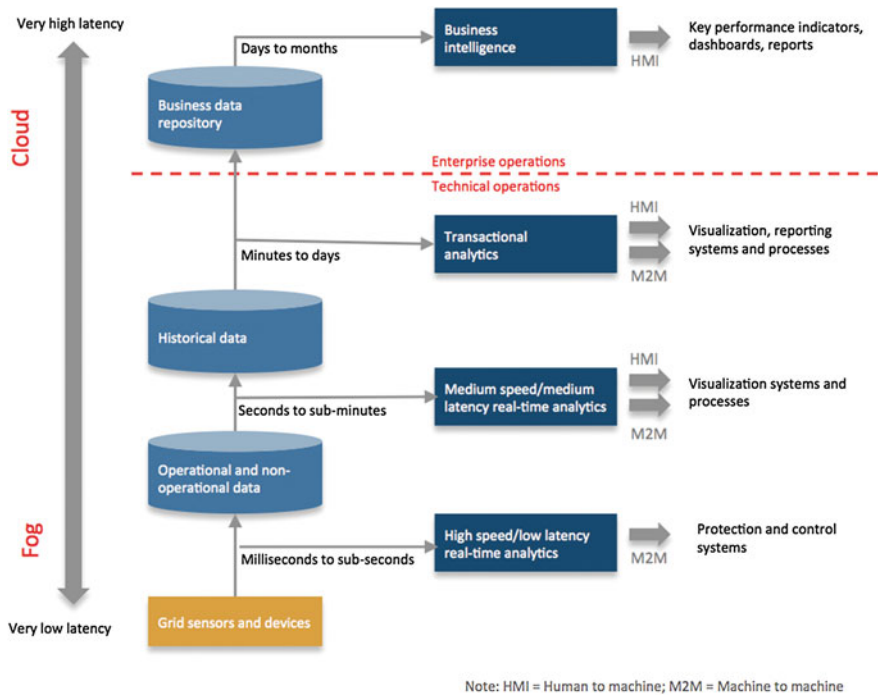 Very high latency
Days to months
Business
intelligence
HMI
Key performance indicators,
dashboards, reports
Cloud
Business data
repository
Enterprise operations
Technical operations
Minutes to days
Transactional
analytics
HMI
M2M
Visualization, reporting
systems and processes
Historical data
Seconds to sub-minutes
Medium speed/medium
latency real-time analytics
HMI
M2M
Visualization systems and
processes
Operational and non-
operational data
Fog
Milliseconds to sub-seconds
High speed/low latency
real-time analytics
M2M
Protection and control
systems
Very low latency
Grid sensors and devices
Note: HMI = Human to machine; M2M = Machine to machine